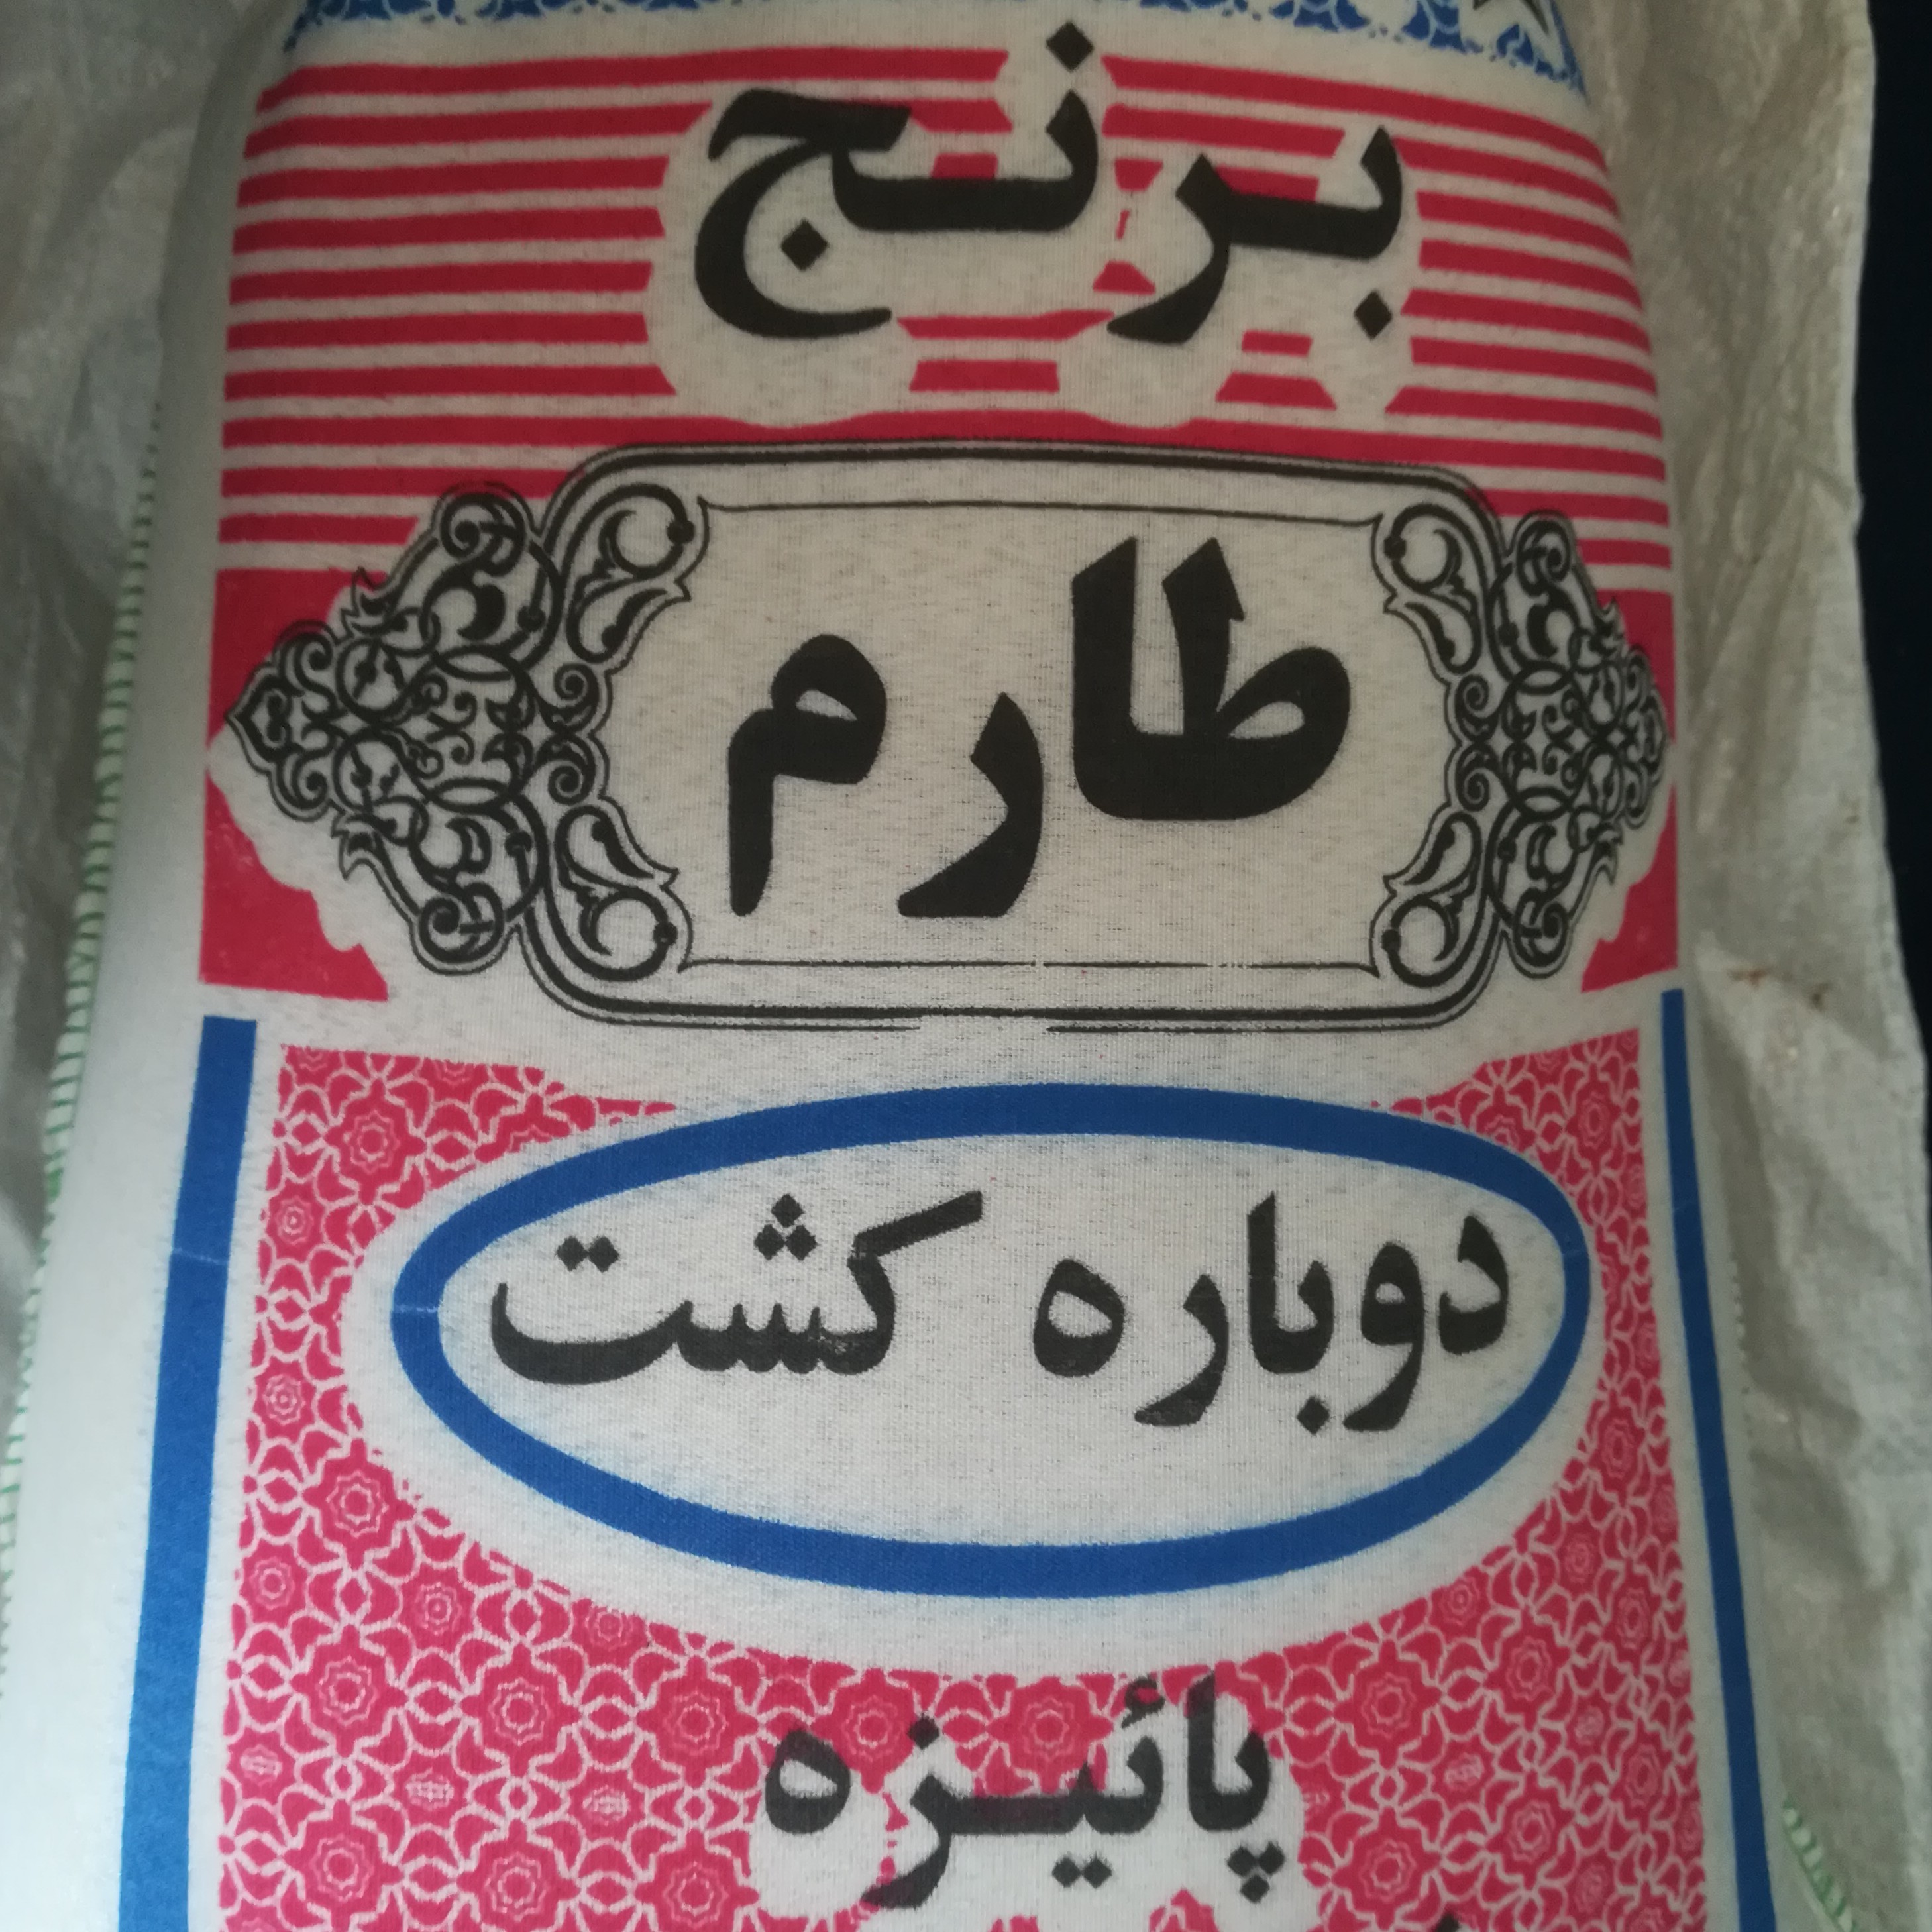 برنج
طارم
دوباره کشت
پائیزه